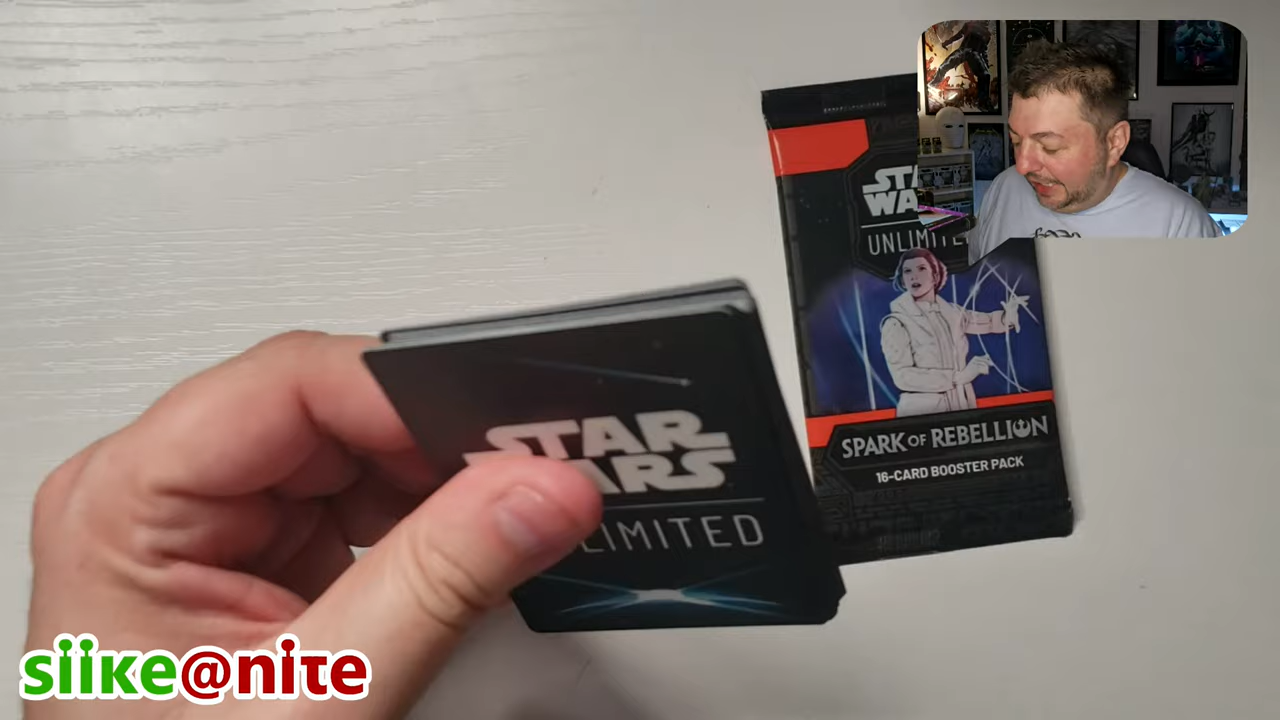 STAR
WARS
UNLIMITED
SPARK OF REBELLION
16-CARD BOOSTER PACK
STAR
WARS
LIMITED
siike@nite